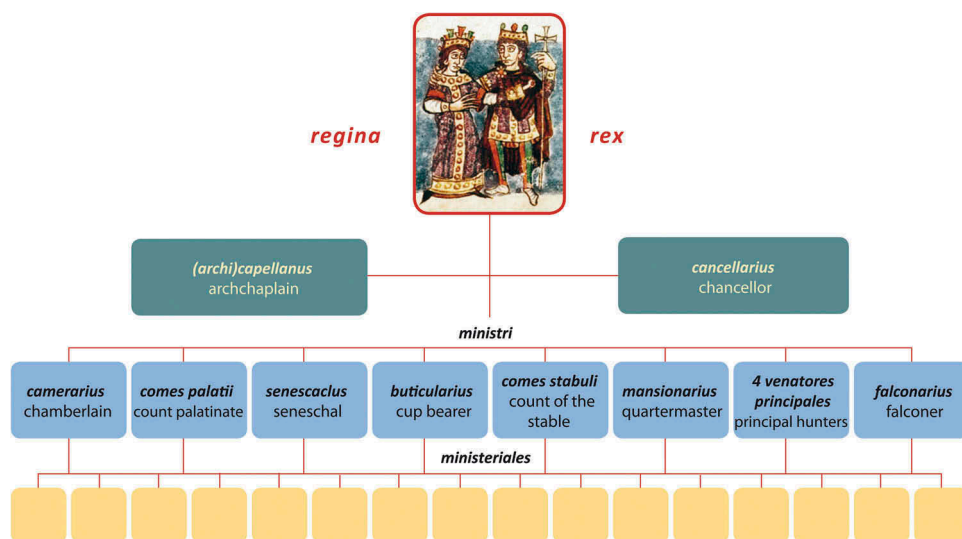 regina
rex
(archi)capellanus
archchaplain
cancellarius
chancellor
ministri
camerarius
chamberlain
comes palatii
count palatinate
senescaclus
seneschal
buticularius
cup bearer
comes stabuli
count of the
stable
mansionarius
quartermaster
4 venatores
principales
principal hunters
falconarius
falconer
ministeriales